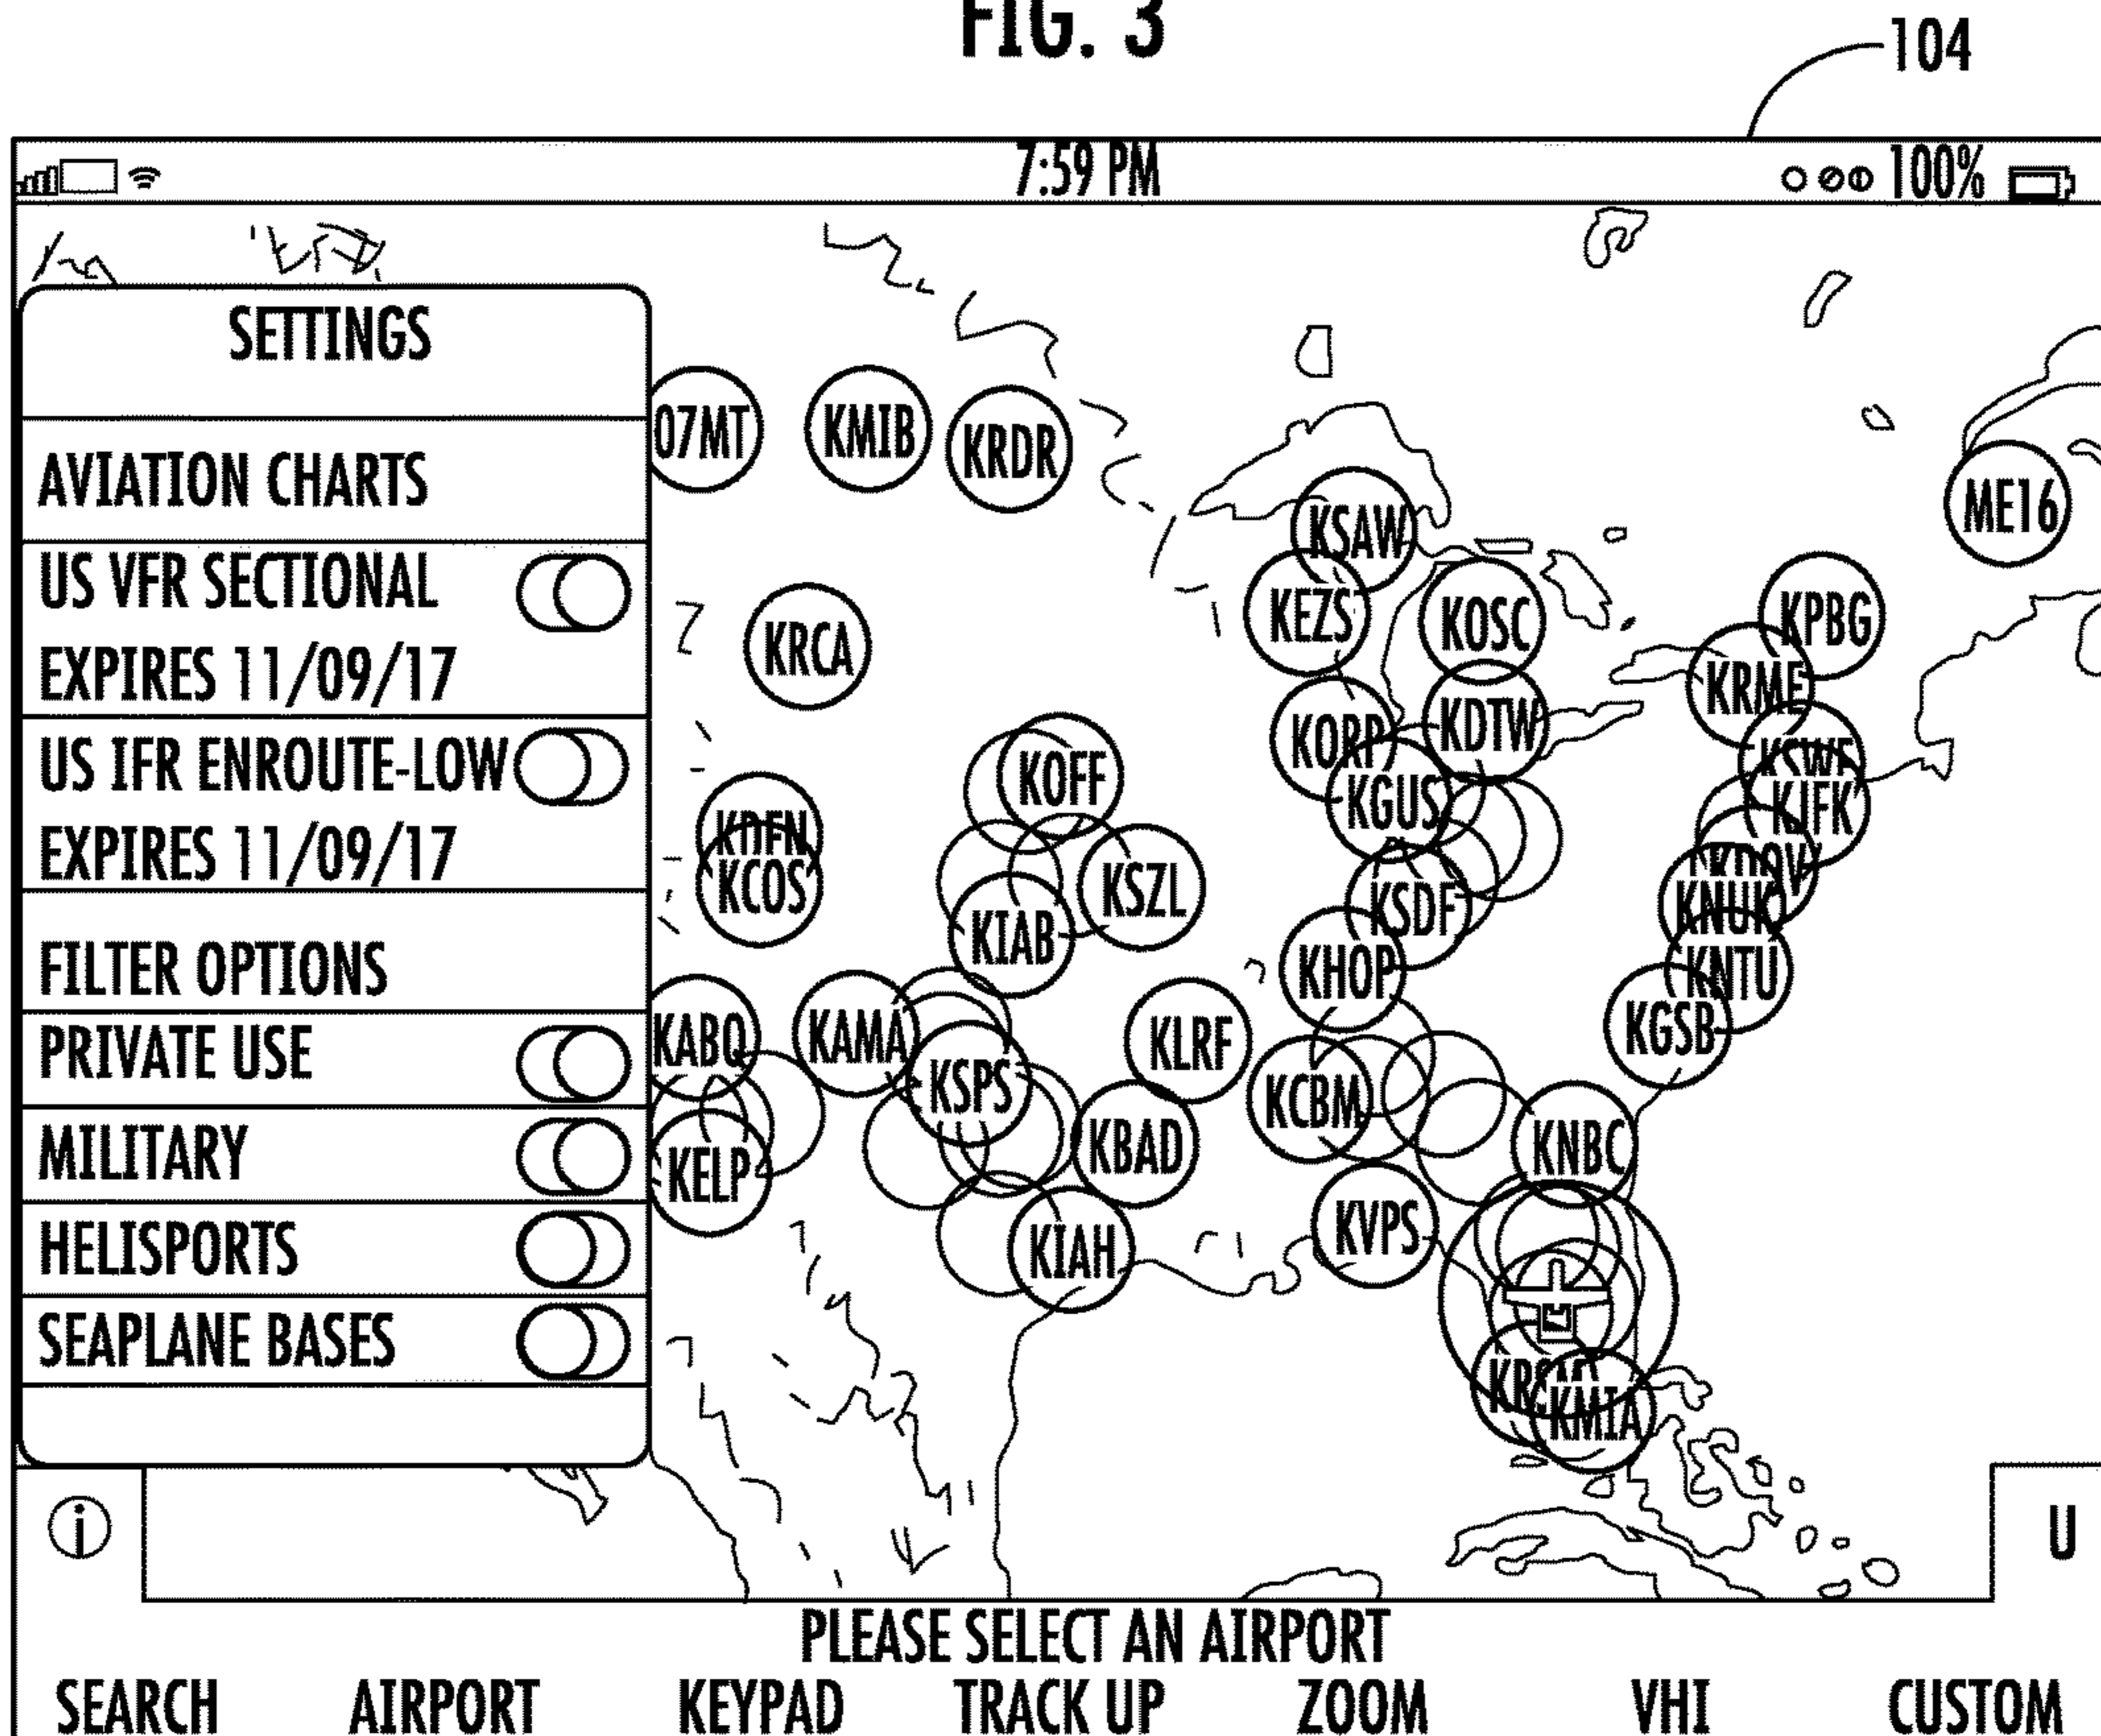 FIG. 3
104
7:59 PM
100%
SETTINGS
AVIATION CHARTS
US VFR SECTIONAL
EXPIRES 11/09/17
US IFR ENROUTE-LOW
EXPIRES 11/09/17
FILTER OPTIONS
PRIVATE USE
MILITARY
HELISPORTS
SEAPLANE BASES
07MT
KMIB
KRDR
KSAW
ME16
KEZS
KOSC
KPBG
KRCA
KRME
KORP
KDTW
KSWF
KOFF
KGUS
KJFK
KDEN
KCOS
KSZL
KSDF
KDOV
KNUK
KIAB
KHOP
KNTU
KABQ
KAMA
KLRF
KGSB
KSPS
KCBM
KELP
KBAD
KNBC
KIAH
KVPS
KMIA
i
U
PLEASE SELECT AN AIRPORT
SEARCH AIRPORT KEYPAD TRACK UP ZOOM VHI CUSTOM